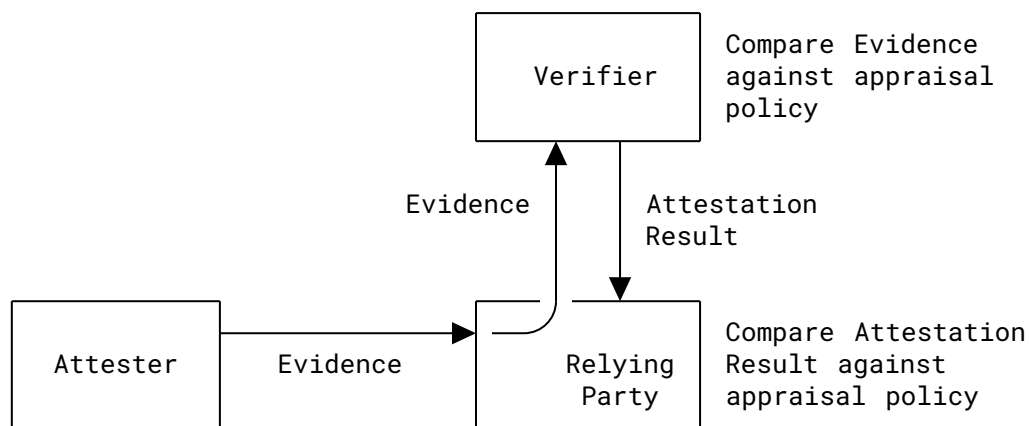 Verifier
Compare Evidence
against appraisal
policy
Evidence
Attestation
Result
Attester
Evidence
Relying
Party
Compare Attestation
Result against
appraisal policy